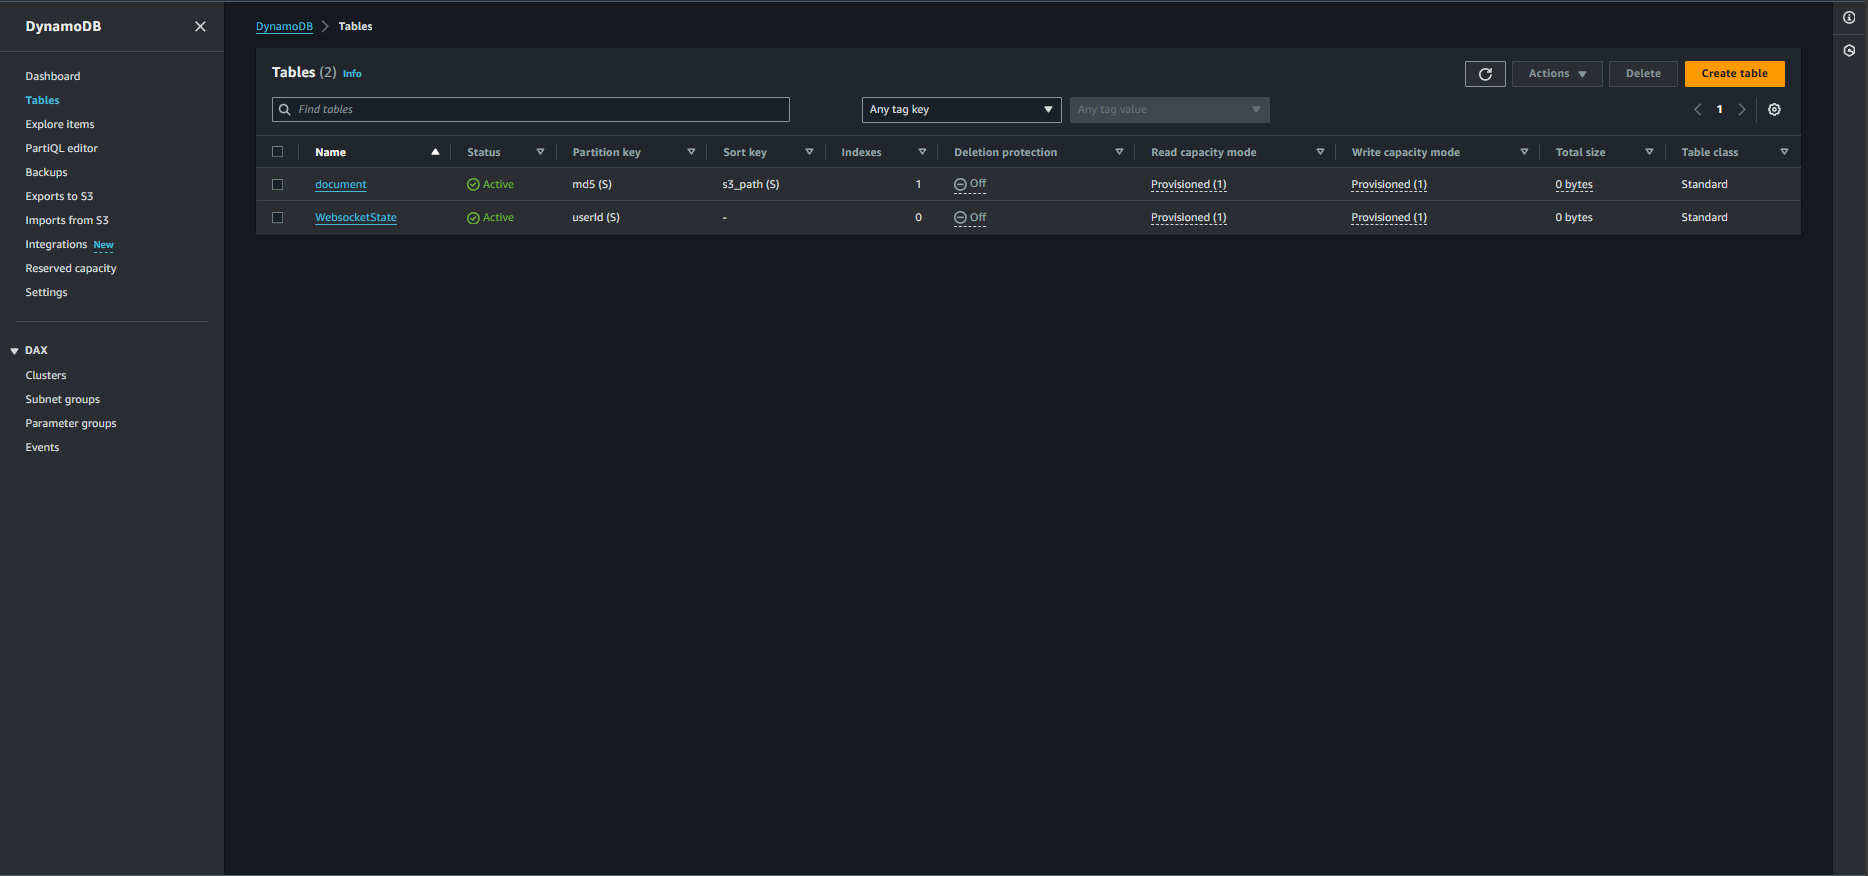 DynamoDB
Dashboard
Tables
Explore items
PartiQL editor
Backups
Exports to S3
Imports from S3
Integrations New
Reserved capacity
Settings
DAX
Clusters
Subnet groups
Parameter groups
Events
DynamoDB Tables
Tables (2) Info
Actions Delete Create table
Find tables Any tag key Any tag value 1
Name Status Partition key Sort key Indexes Deletion protection Read capacity mode Write capacity mode Total size Table class
document Active md5 (S) s3_path (S) 1 Off Provisioned (1) Provisioned (1) 0 bytes Standard
WebsocketState Active userId (S) - 0 Off Provisioned (1) Provisioned (1) 0 bytes Standard